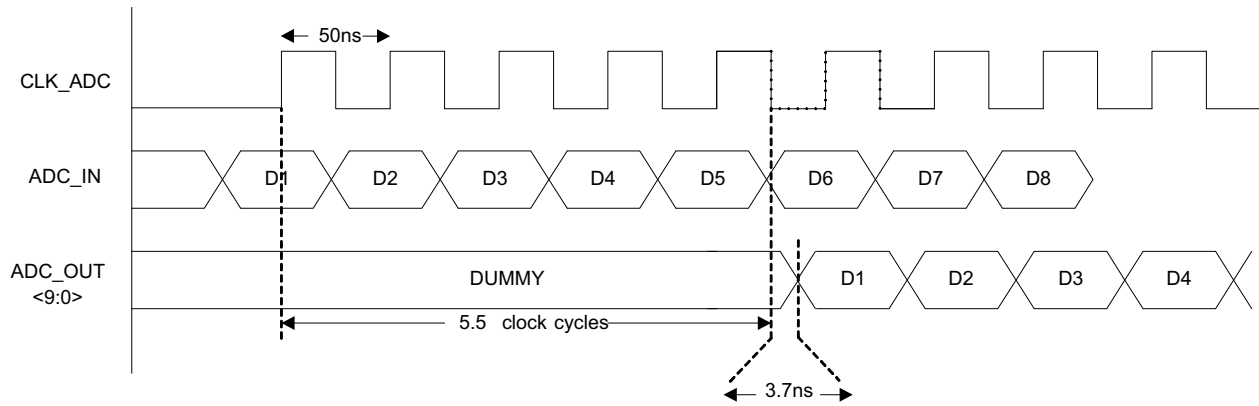 50ns
CLK_ADC
ADC_IN
D1 D2 D3 D4 D5 D6 D7 D8
ADC_OUT
<9:0>
DUMMY
D1 D2 D3 D4
5.5 clock cycles
3.7ns